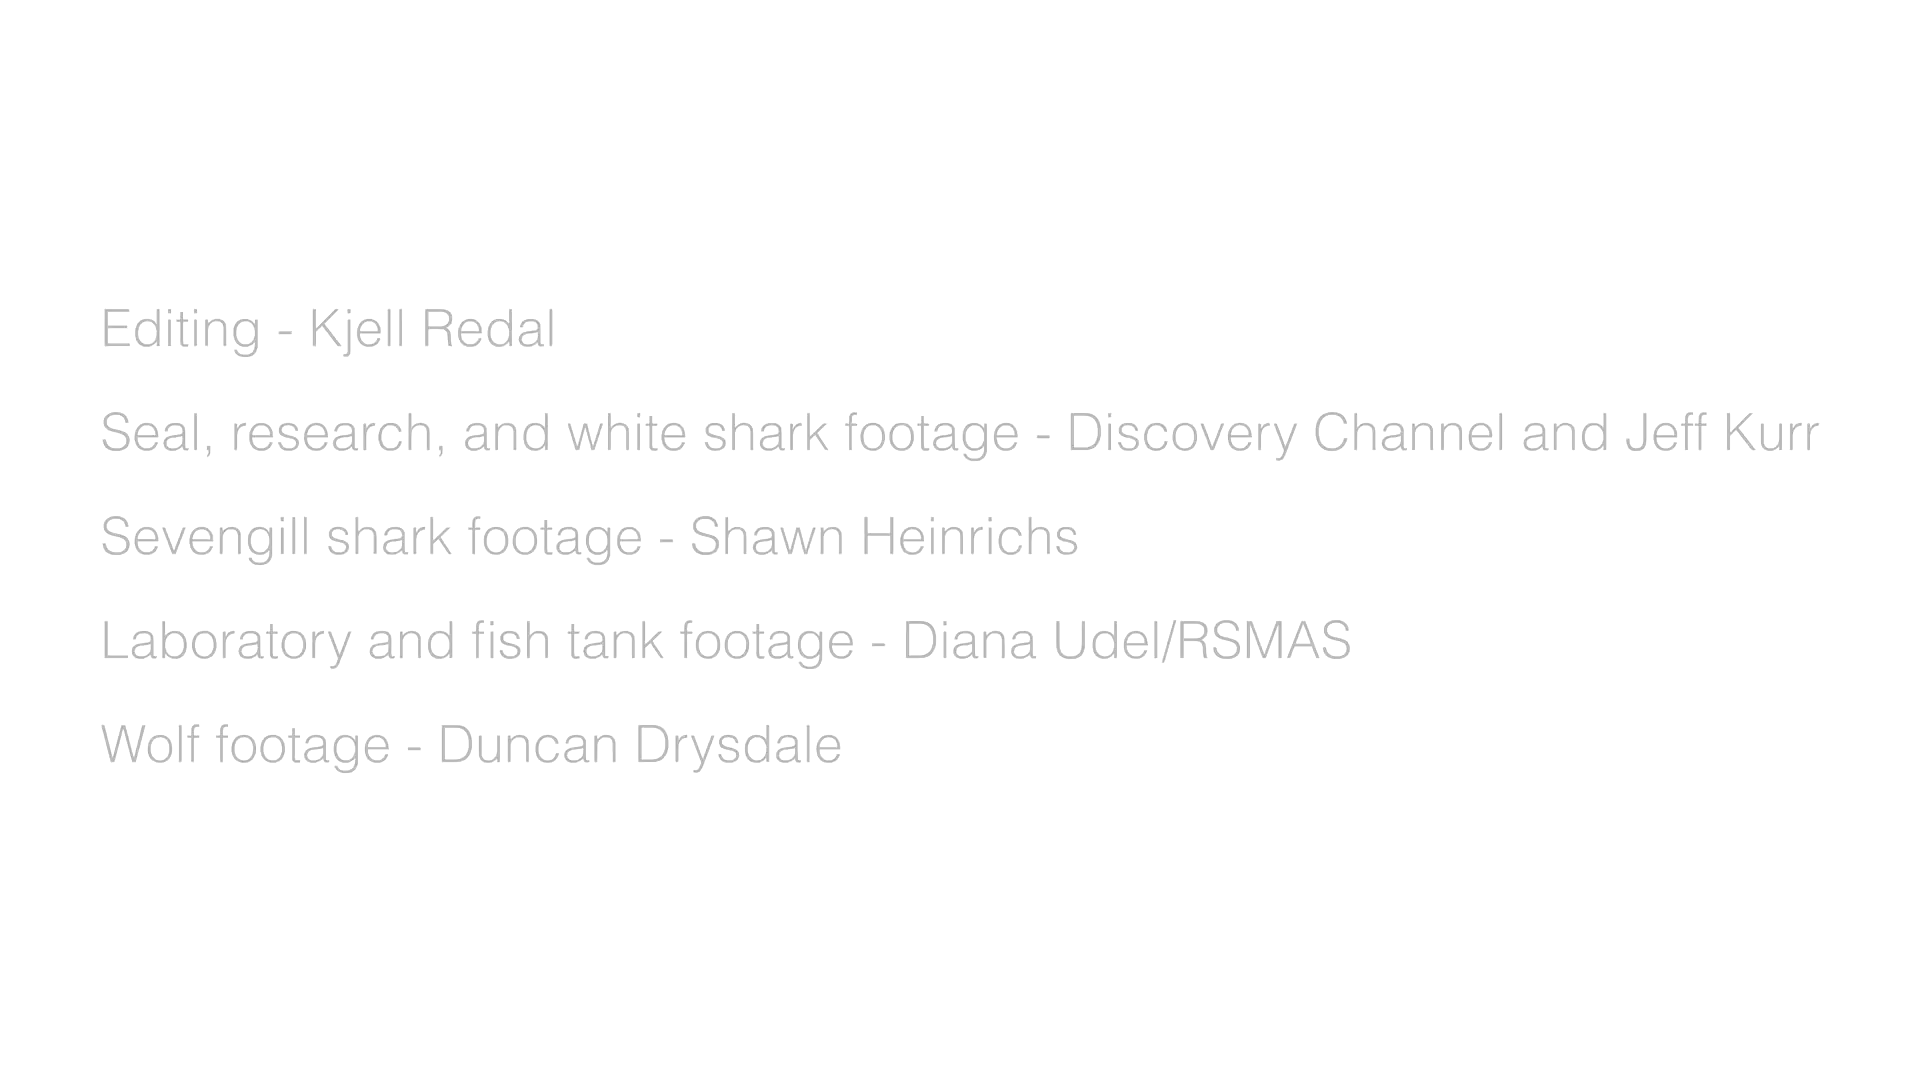 Editing - Kjell Redal
Seal, research, and white shark footage - Discovery Channel and Jeff Kurr
Sevengill shark footage - Shawn Heinrichs
Laboratory and fish tank footage - Diana Udel/RSMAS
Wolf footage - Duncan Drysdale